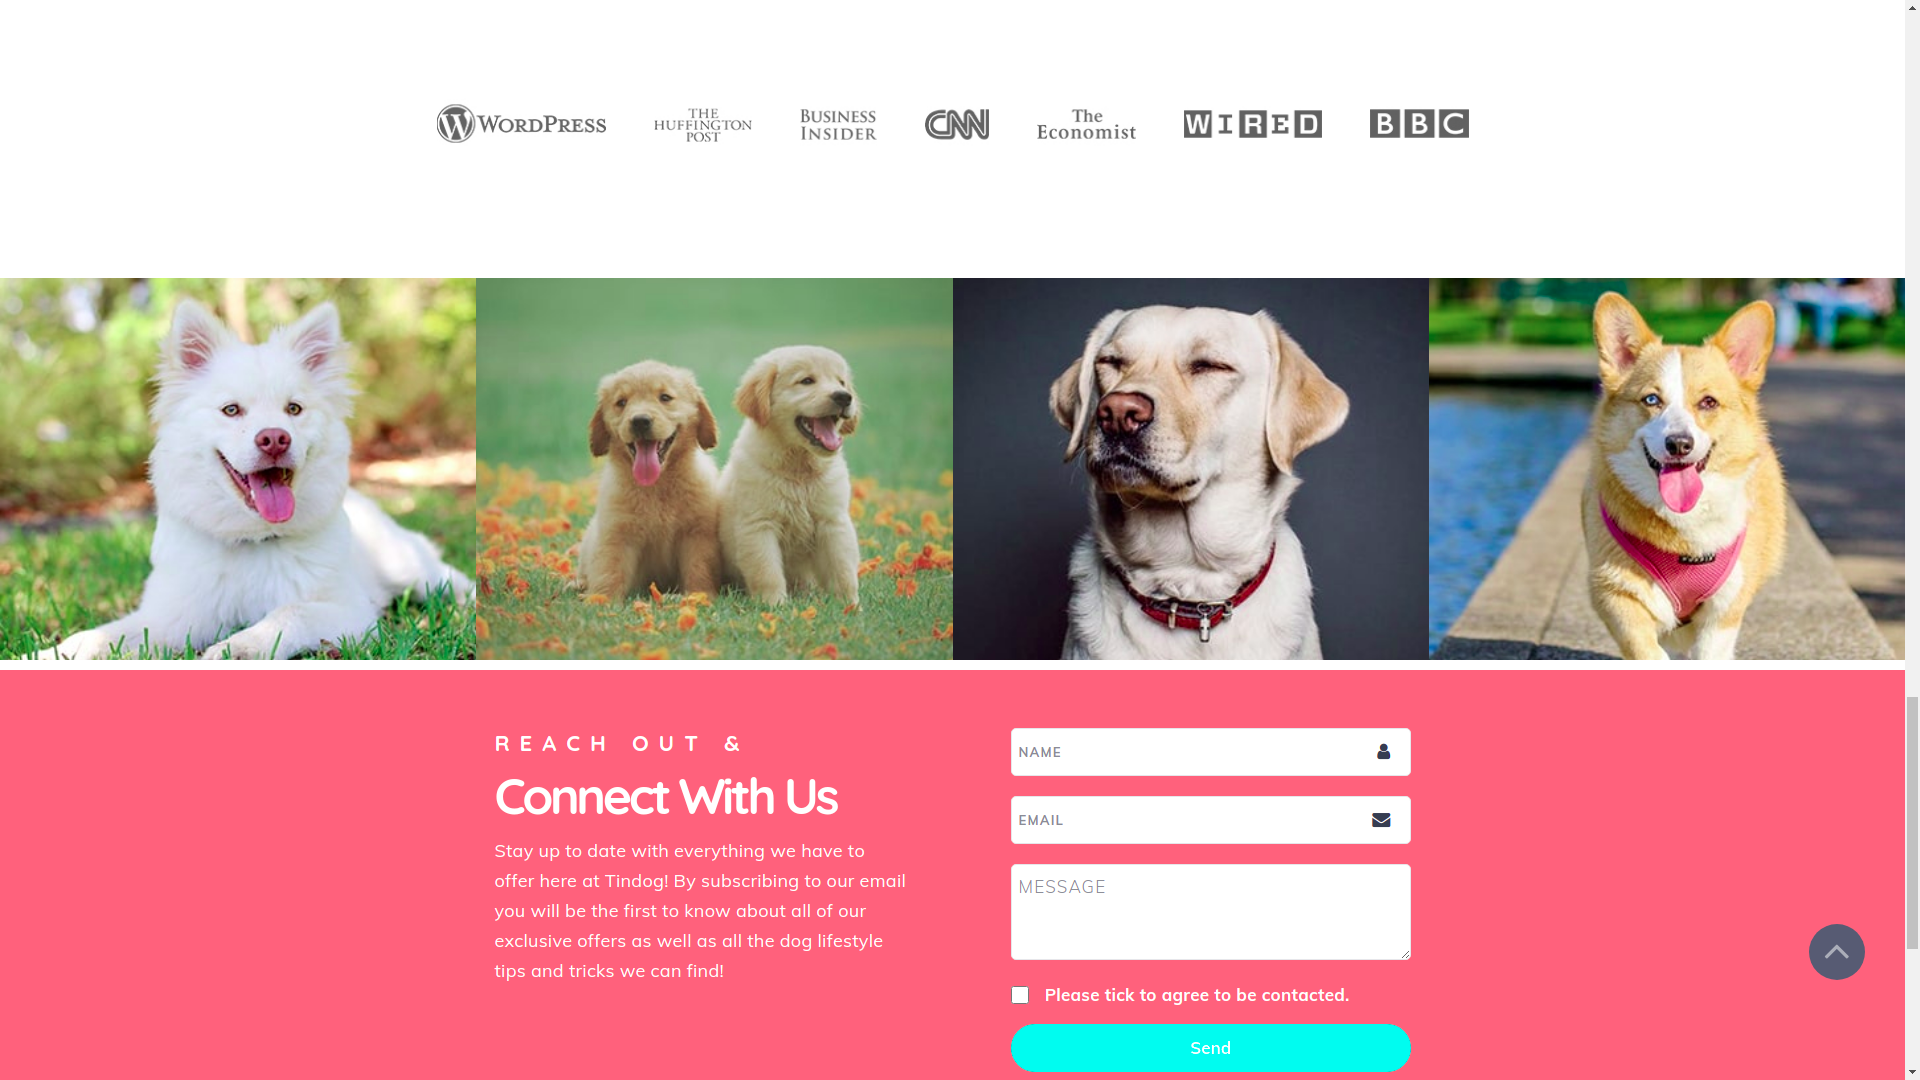 WORDPRESS
THE
HUFFINGTON
POST
BUSINESS
INSIDER
CNN
The
Economist
WIRED
BBC
REACH OUT &
Connect With Us
Stay up to date with everything we have to
offer here at Tindog! By subscribing to our email
you will be the first to know about all of our
exclusive offers as well as all the dog lifestyle
tips and tricks we can find!
NAME
EMAIL
MESSAGE
Please tick to agree to be contacted.
Send